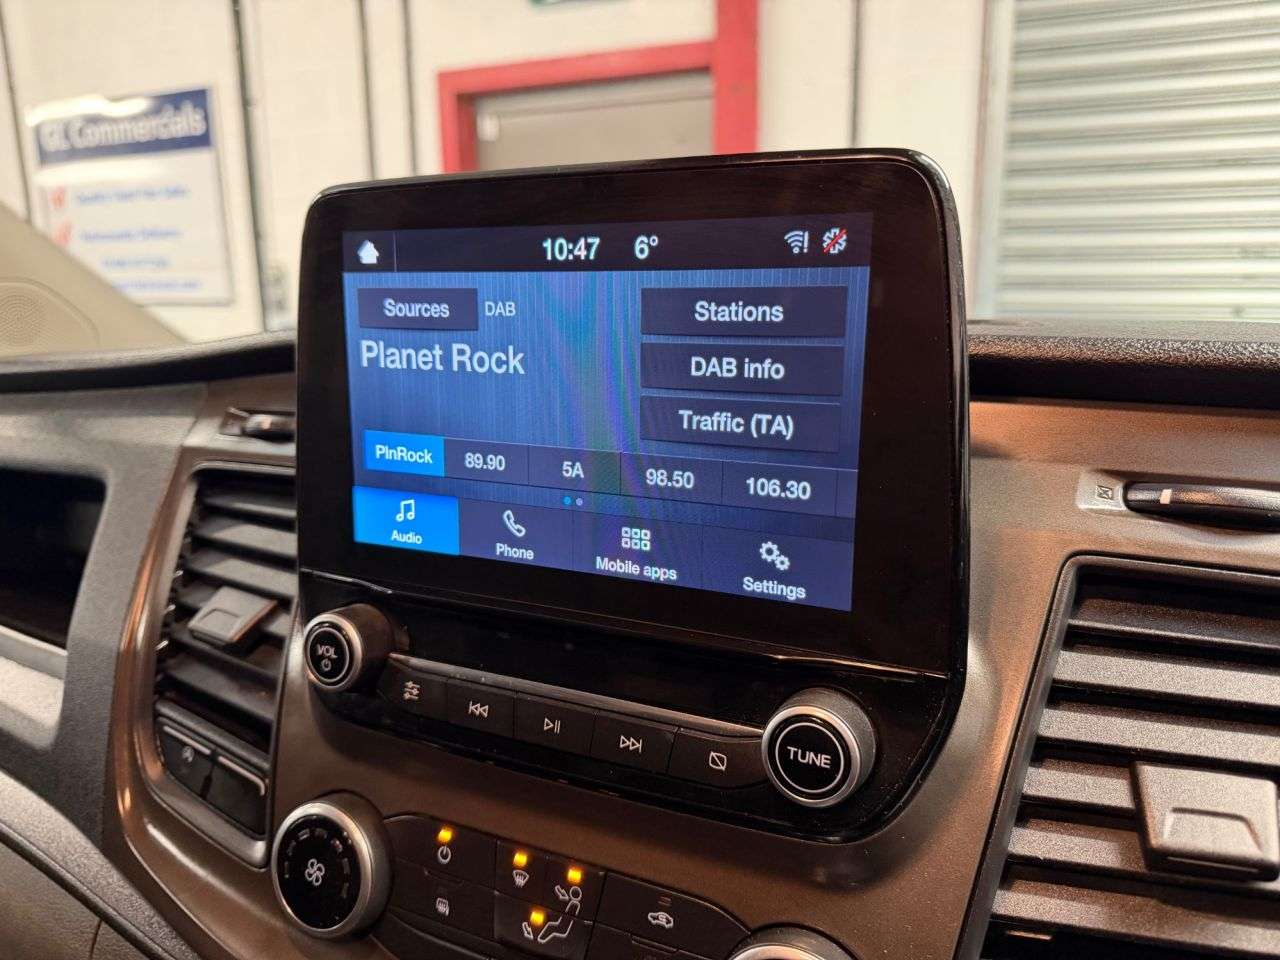 GL Commercials
10:47 6°
Sources DAB
Stations
Planet Rock
DAB info
Traffic (TA)
PlnRock 89.90 5A 98.50 106.30
Audio Phone Mobile apps Settings
VOL
TUNE